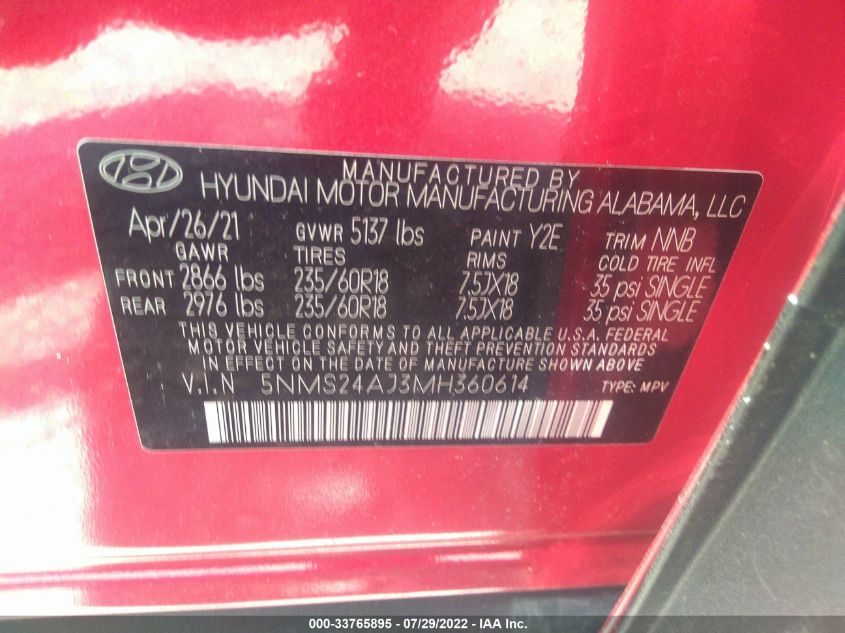 MANUFACTURED BY
HYUNDAI MOTOR MANUFACTURING ALABAMA, LLC
Apr/26/21 GVWR 5137 lbs PAINT Y2E TRIM NNB
GAWR TIRES RIMS COLD TIRE INFL
FRONT 2866 lbs 235/60R18 7.5JX18 35 psi SINGLE
REAR 2976 lbs 235/60R18 7.5JX18 35 psi SINGLE
THIS VEHICLE CONFORMS TO ALL APPLICABLE U.S.A. FEDERAL
MOTOR VEHICLE SAFETY AND THEFT PREVENTION STANDARDS
IN EFFECT ON THE DATE OF MANUFACTURE SHOWN ABOVE
V.I.N 5NMS24AJ3MH360614 TYPE: MPV
000-33765895 - 07/29/2022 - IAA Inc.